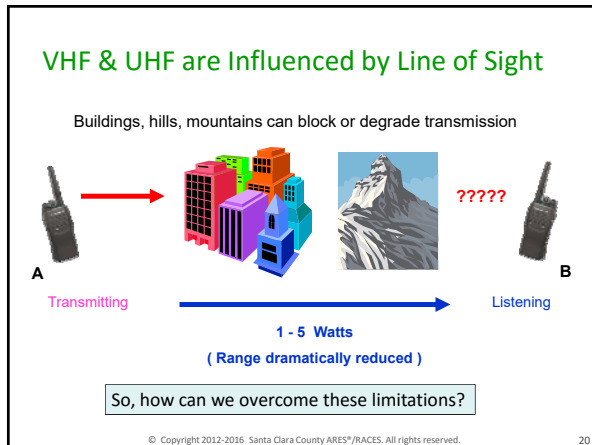 VHF & UHF are Influenced by Line of Sight
Buildings, hills, mountains can block or degrade transmission
?????
A
B
Transmitting
Listening
1 - 5 Watts
( Range dramatically reduced )
So, how can we overcome these limitations?
© Copyright 2012-2016 Santa Clara County ARES®/RACES. All rights reserved.
20